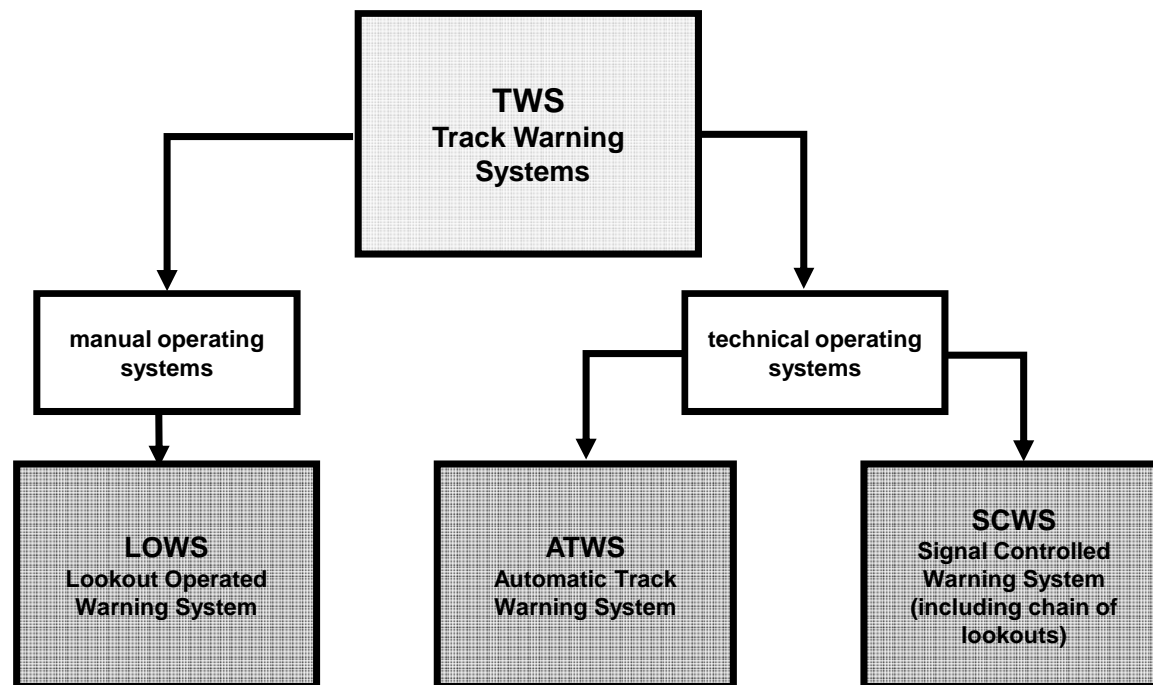 TWS
Track Warning
Systems
manual operating
systems
technical operating
systems
LOWS
Lookout Operated
Warning System
ATWS
Automatic Track
Warning System
SCWS
Signal Controlled
Warning System
(including chain of
lookouts)